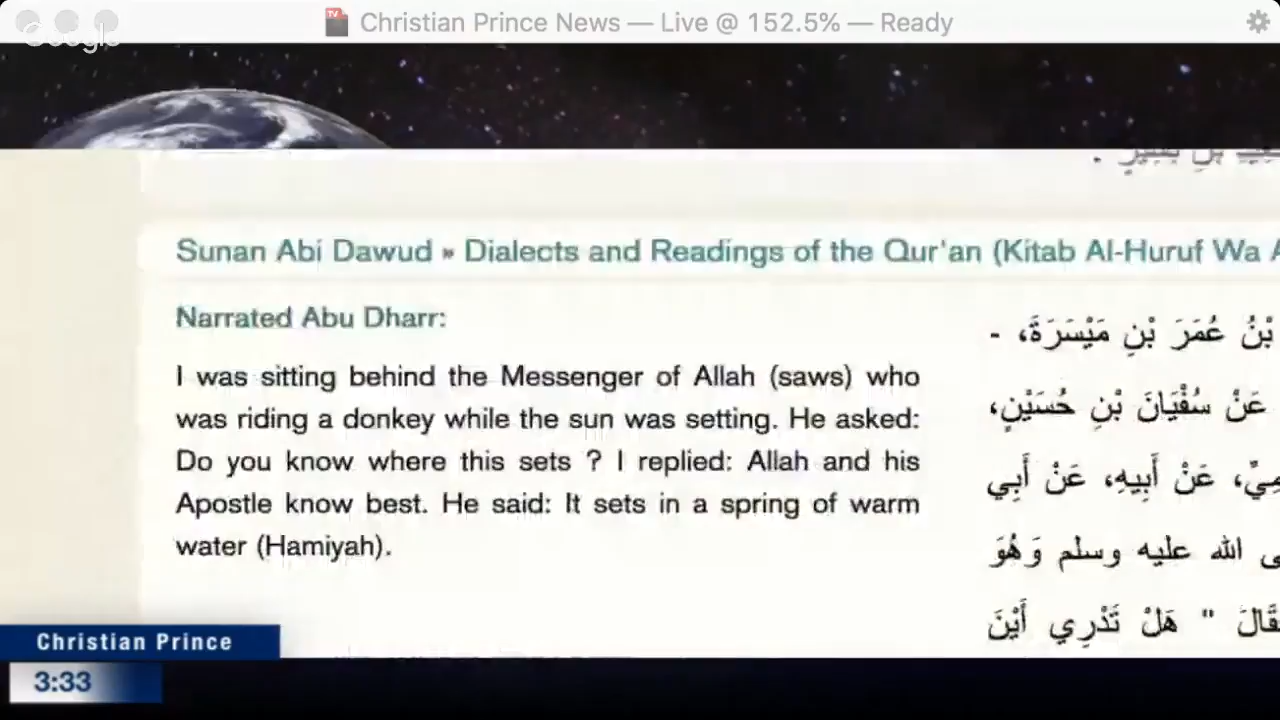 Christian Prince News — Live @ 152.5% — Ready
Google
Sunan Abi Dawud » Dialects and Readings of the Qur'an (Kitab Al-Huruf Wa A
Narrated Abu Dharr:
I was sitting behind the Messenger of Allah (saws) who
was riding a donkey while the sun was setting. He asked:
Do you know where this sets ? I replied: Allah and his
Apostle know best. He said: It sets in a spring of warm
water (Hamiyah).
بْنُ عُمَرَ بْنِ مَيْسَرَةَ، -
عَنْ سُفْيَانَ بْنِ حُسَيْنٍ،
عَنْ أَبِيهِ، عَنْ أَبِي
الله عليه وسلم وَهُوَ
قَالَ " هَلْ تَدْرِي أَيْنَ
Christian Prince
3:33